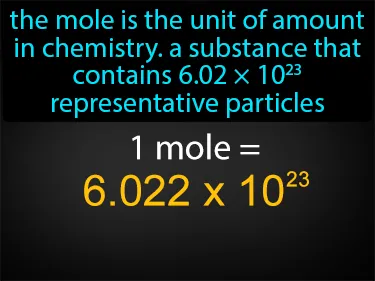 the mole is the unit of amount
in chemistry. a substance that
contains 6.02 × 10²³
representative particles
1 mole =
6.022 x 10²³